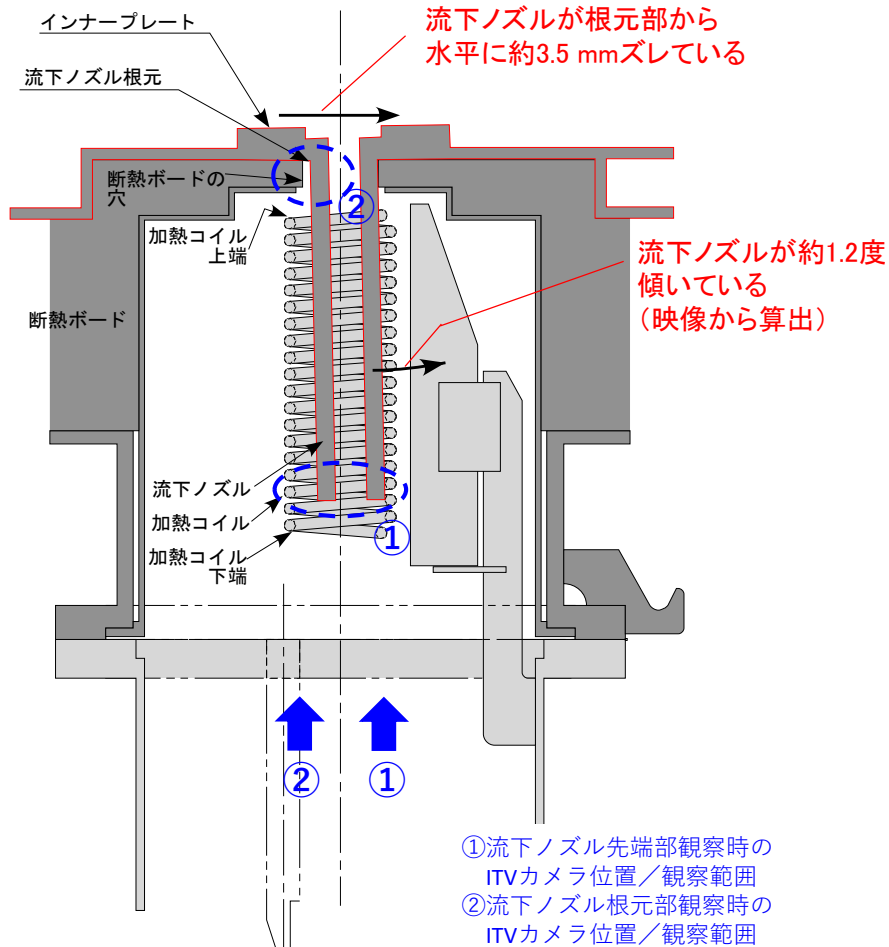 流下ノズルが根元部から
水平に約3.5 mmズレている
インナープレート
流下ノズル根元
断熱ボードの
穴
②
加熱コイル
上端
流下ノズルが約1.2度
傾いている
（映像から算出）
断熱ボード
流下ノズル
加熱コイル
①
加熱コイル
下端
②
①
①流下ノズル先端部観察時の
ITVカメラ位置／観察範囲
②流下ノズル根元部観察時の
ITVカメラ位置／観察範囲